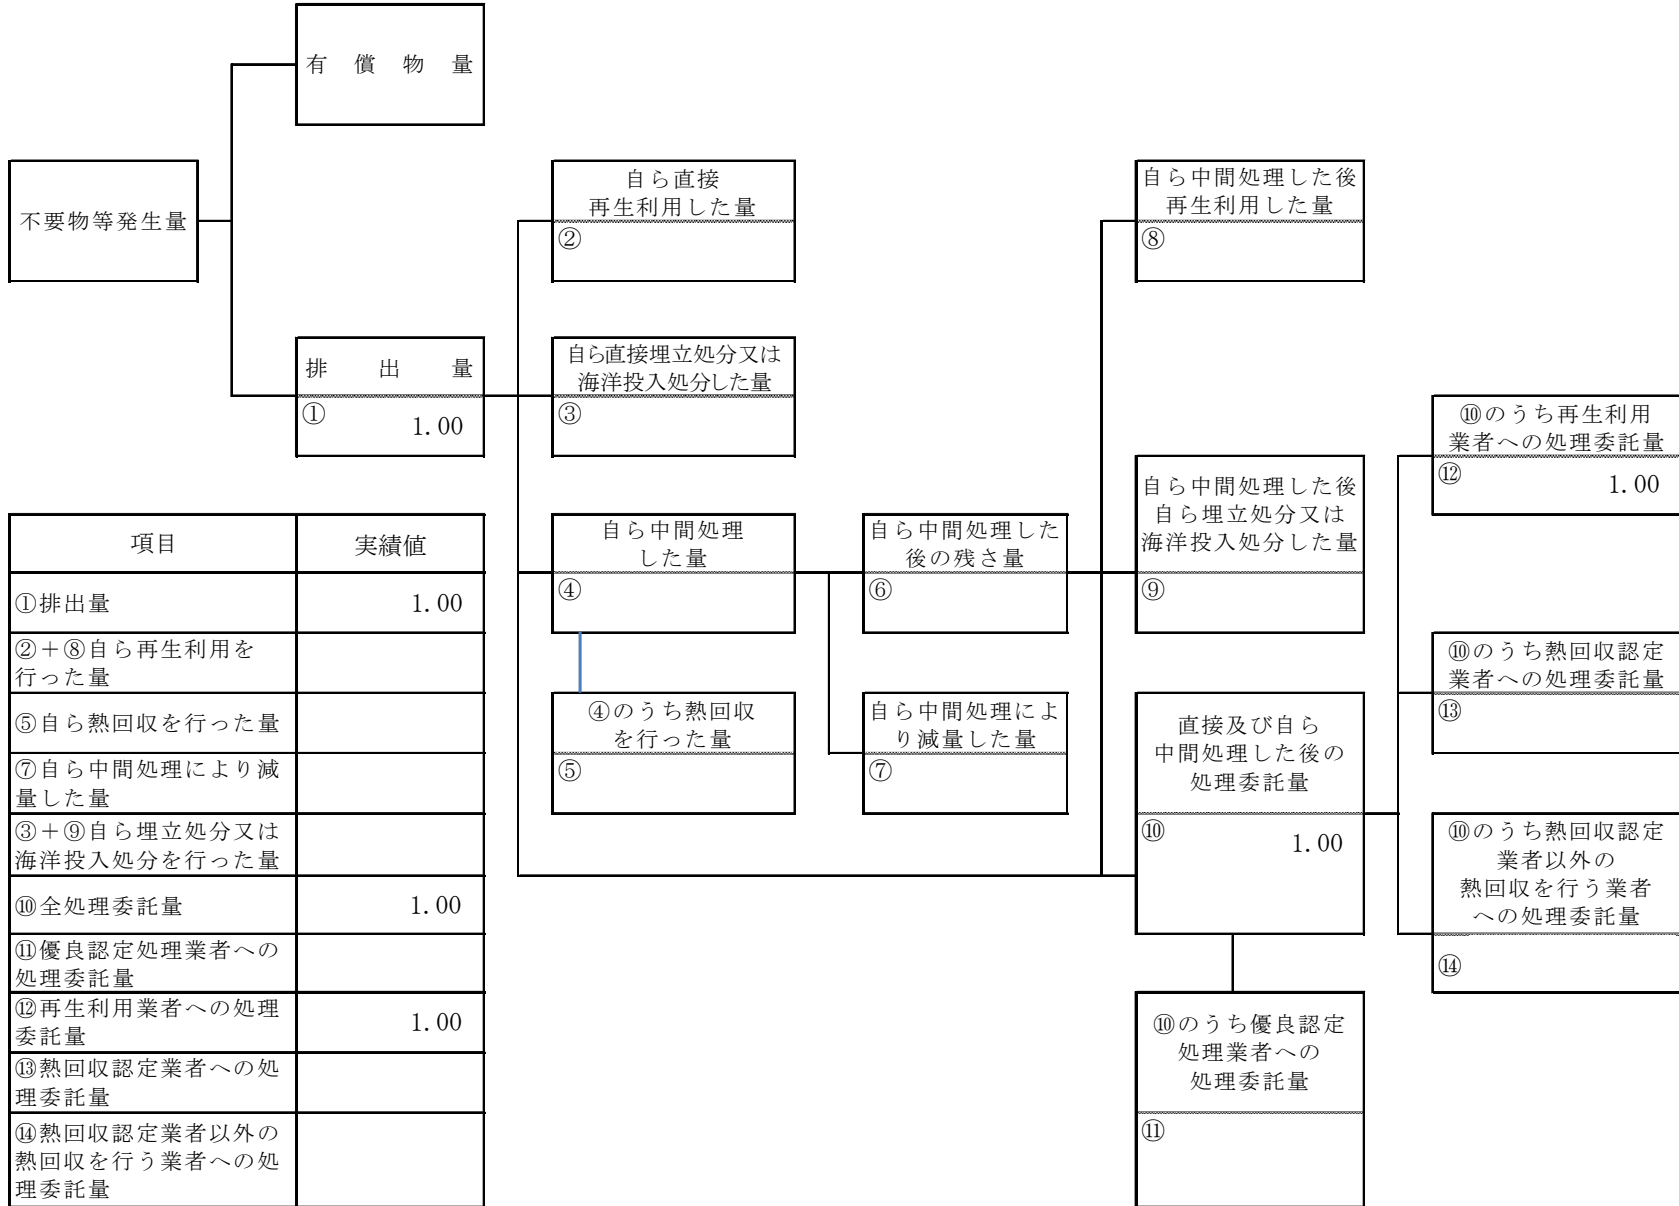 有償物量
不要物等発生量
自ら直接
再生利用した量
②
自ら中間処理した後
再生利用した量
⑧
排出量
① 1.00
自ら直接埋立処分又は
海洋投入処分した量
③
⑩のうち再生利用
業者への処理委託量
⑫ 1.00
自ら中間処理した後
自ら埋立処分又は
海洋投入処分した量
⑨
自ら中間処理
した量
④
自ら中間処理した
後の残さ量
⑥
⑩のうち熱回収認定
業者への処理委託量
⑬
④のうち熱回収
を行った量
⑤
自ら中間処理によ
り減量した量
⑦
直接及び自ら
中間処理した後の
処理委託量
⑩ 1.00
⑩のうち熱回収認定
業者以外の
熱回収を行う業者
への処理委託量
⑭
⑩のうち優良認定
処理業者への
処理委託量
⑪
項目 実績値
①排出量 1.00
②+⑧自ら再生利用を
行った量
⑤自ら熱回収を行った量
⑦自ら中間処理により減
量した量
③+⑨自ら埋立処分又は
海洋投入処分を行った量
⑩全処理委託量 1.00
⑪優良認定処理業者への
処理委託量
⑫再生利用業者への処理
委託量 1.00
⑬熱回収認定業者への処
理委託量
⑭熱回収認定業者以外の
熱回収を行う業者への処
理委託量